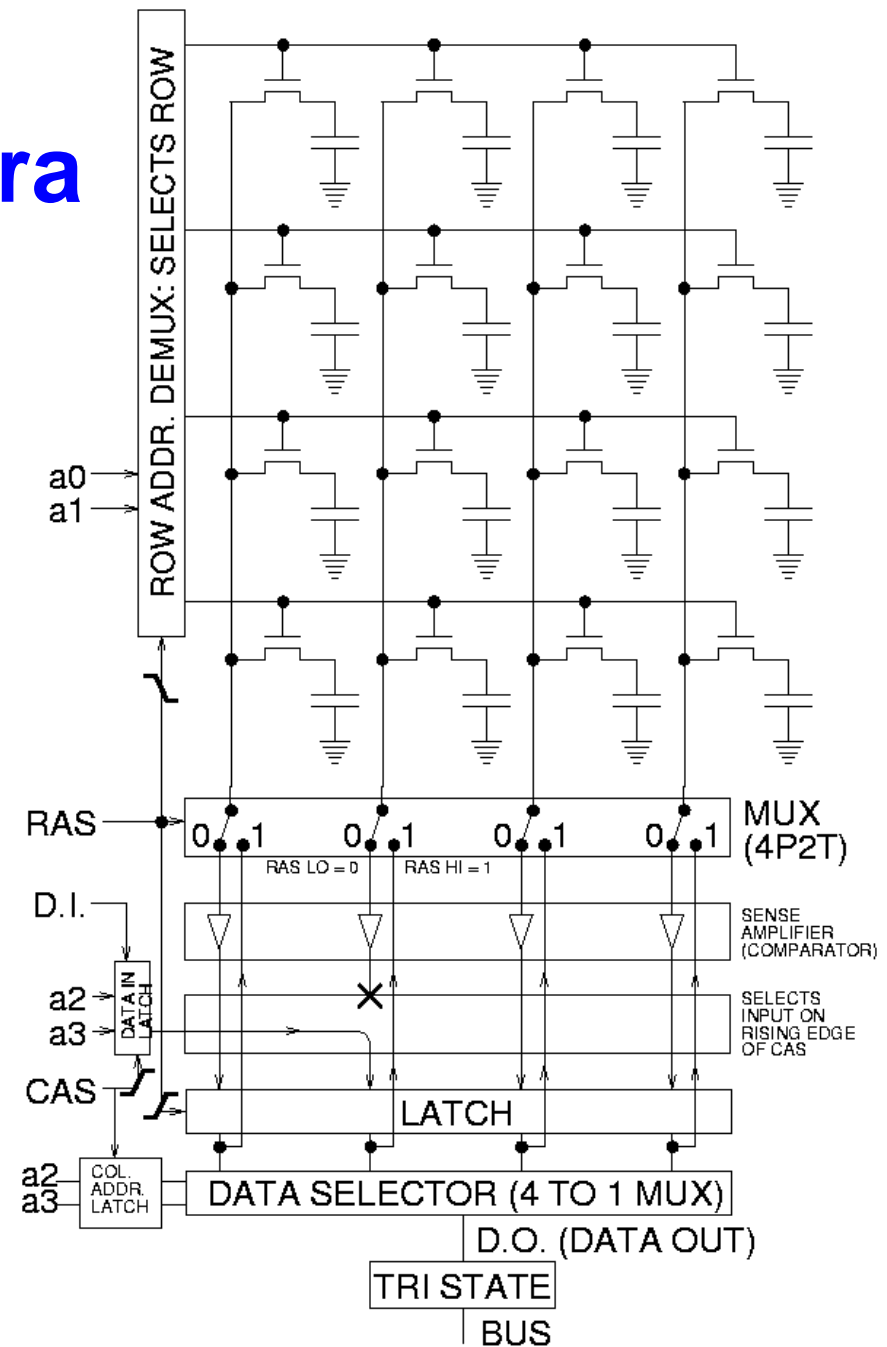 ra
ROW ADDR. DEMUX: SELECTS ROW
a0
a1
RAS
0 1 0 1 0 1 0 1
MUX
(4P2T)
RAS LO = 0 RAS HI = 1
D.I.
SENSE
AMPLIFIER
(COMPARATOR)
DATA IN
LATCH
a2
a3
SELECTS
INPUT ON
RISING EDGE
OF CAS
CAS
LATCH
a2
a3
COL.
ADDR.
LATCH
DATA SELECTOR (4 TO 1 MUX)
D.O. (DATA OUT)
TRI STATE
BUS